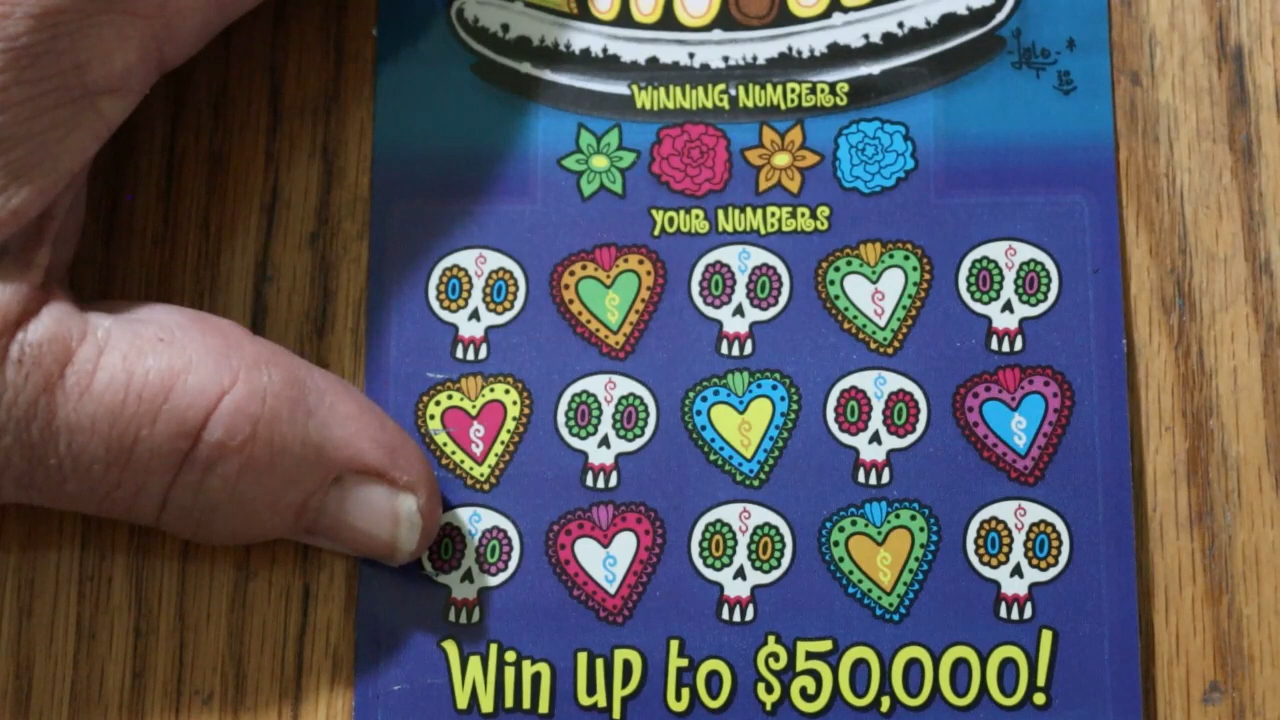 WINNING NUMBERS
YOUR NUMBERS
$ $ $ $ $
$ $ $ $ $
$ $ $ $ $
Win up to $50,000!